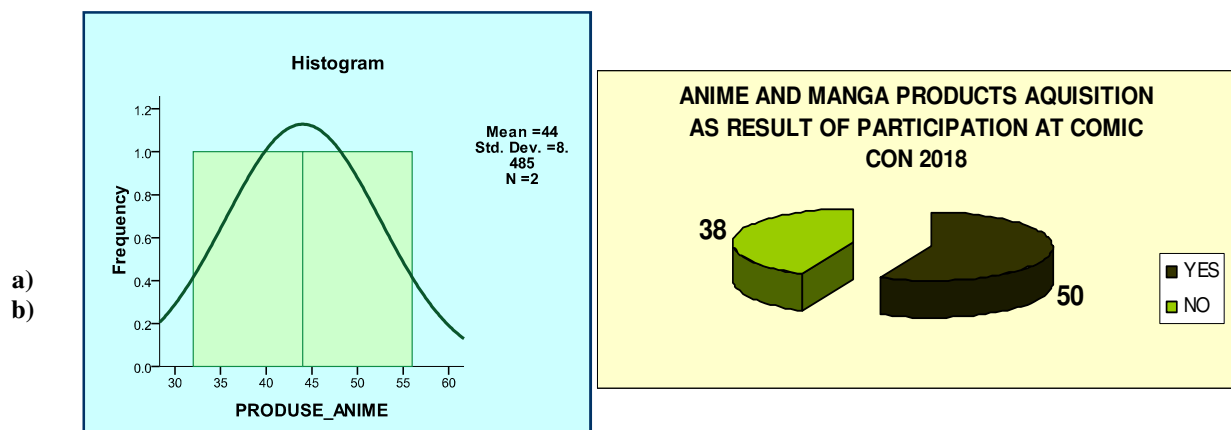 a)
b)
Histogram
1.2
1.0
0.8
0.6
0.4
0.2
0.0
Frequency
30 35 40 45 50 55 60
PRODUSE_ANIME
Mean =44
Std. Dev. =8.
485
N =2
ANIME AND MANGA PRODUCTS AQUISITION
AS RESULT OF PARTICIPATION AT COMIC
CON 2018
38
50
YES
NO